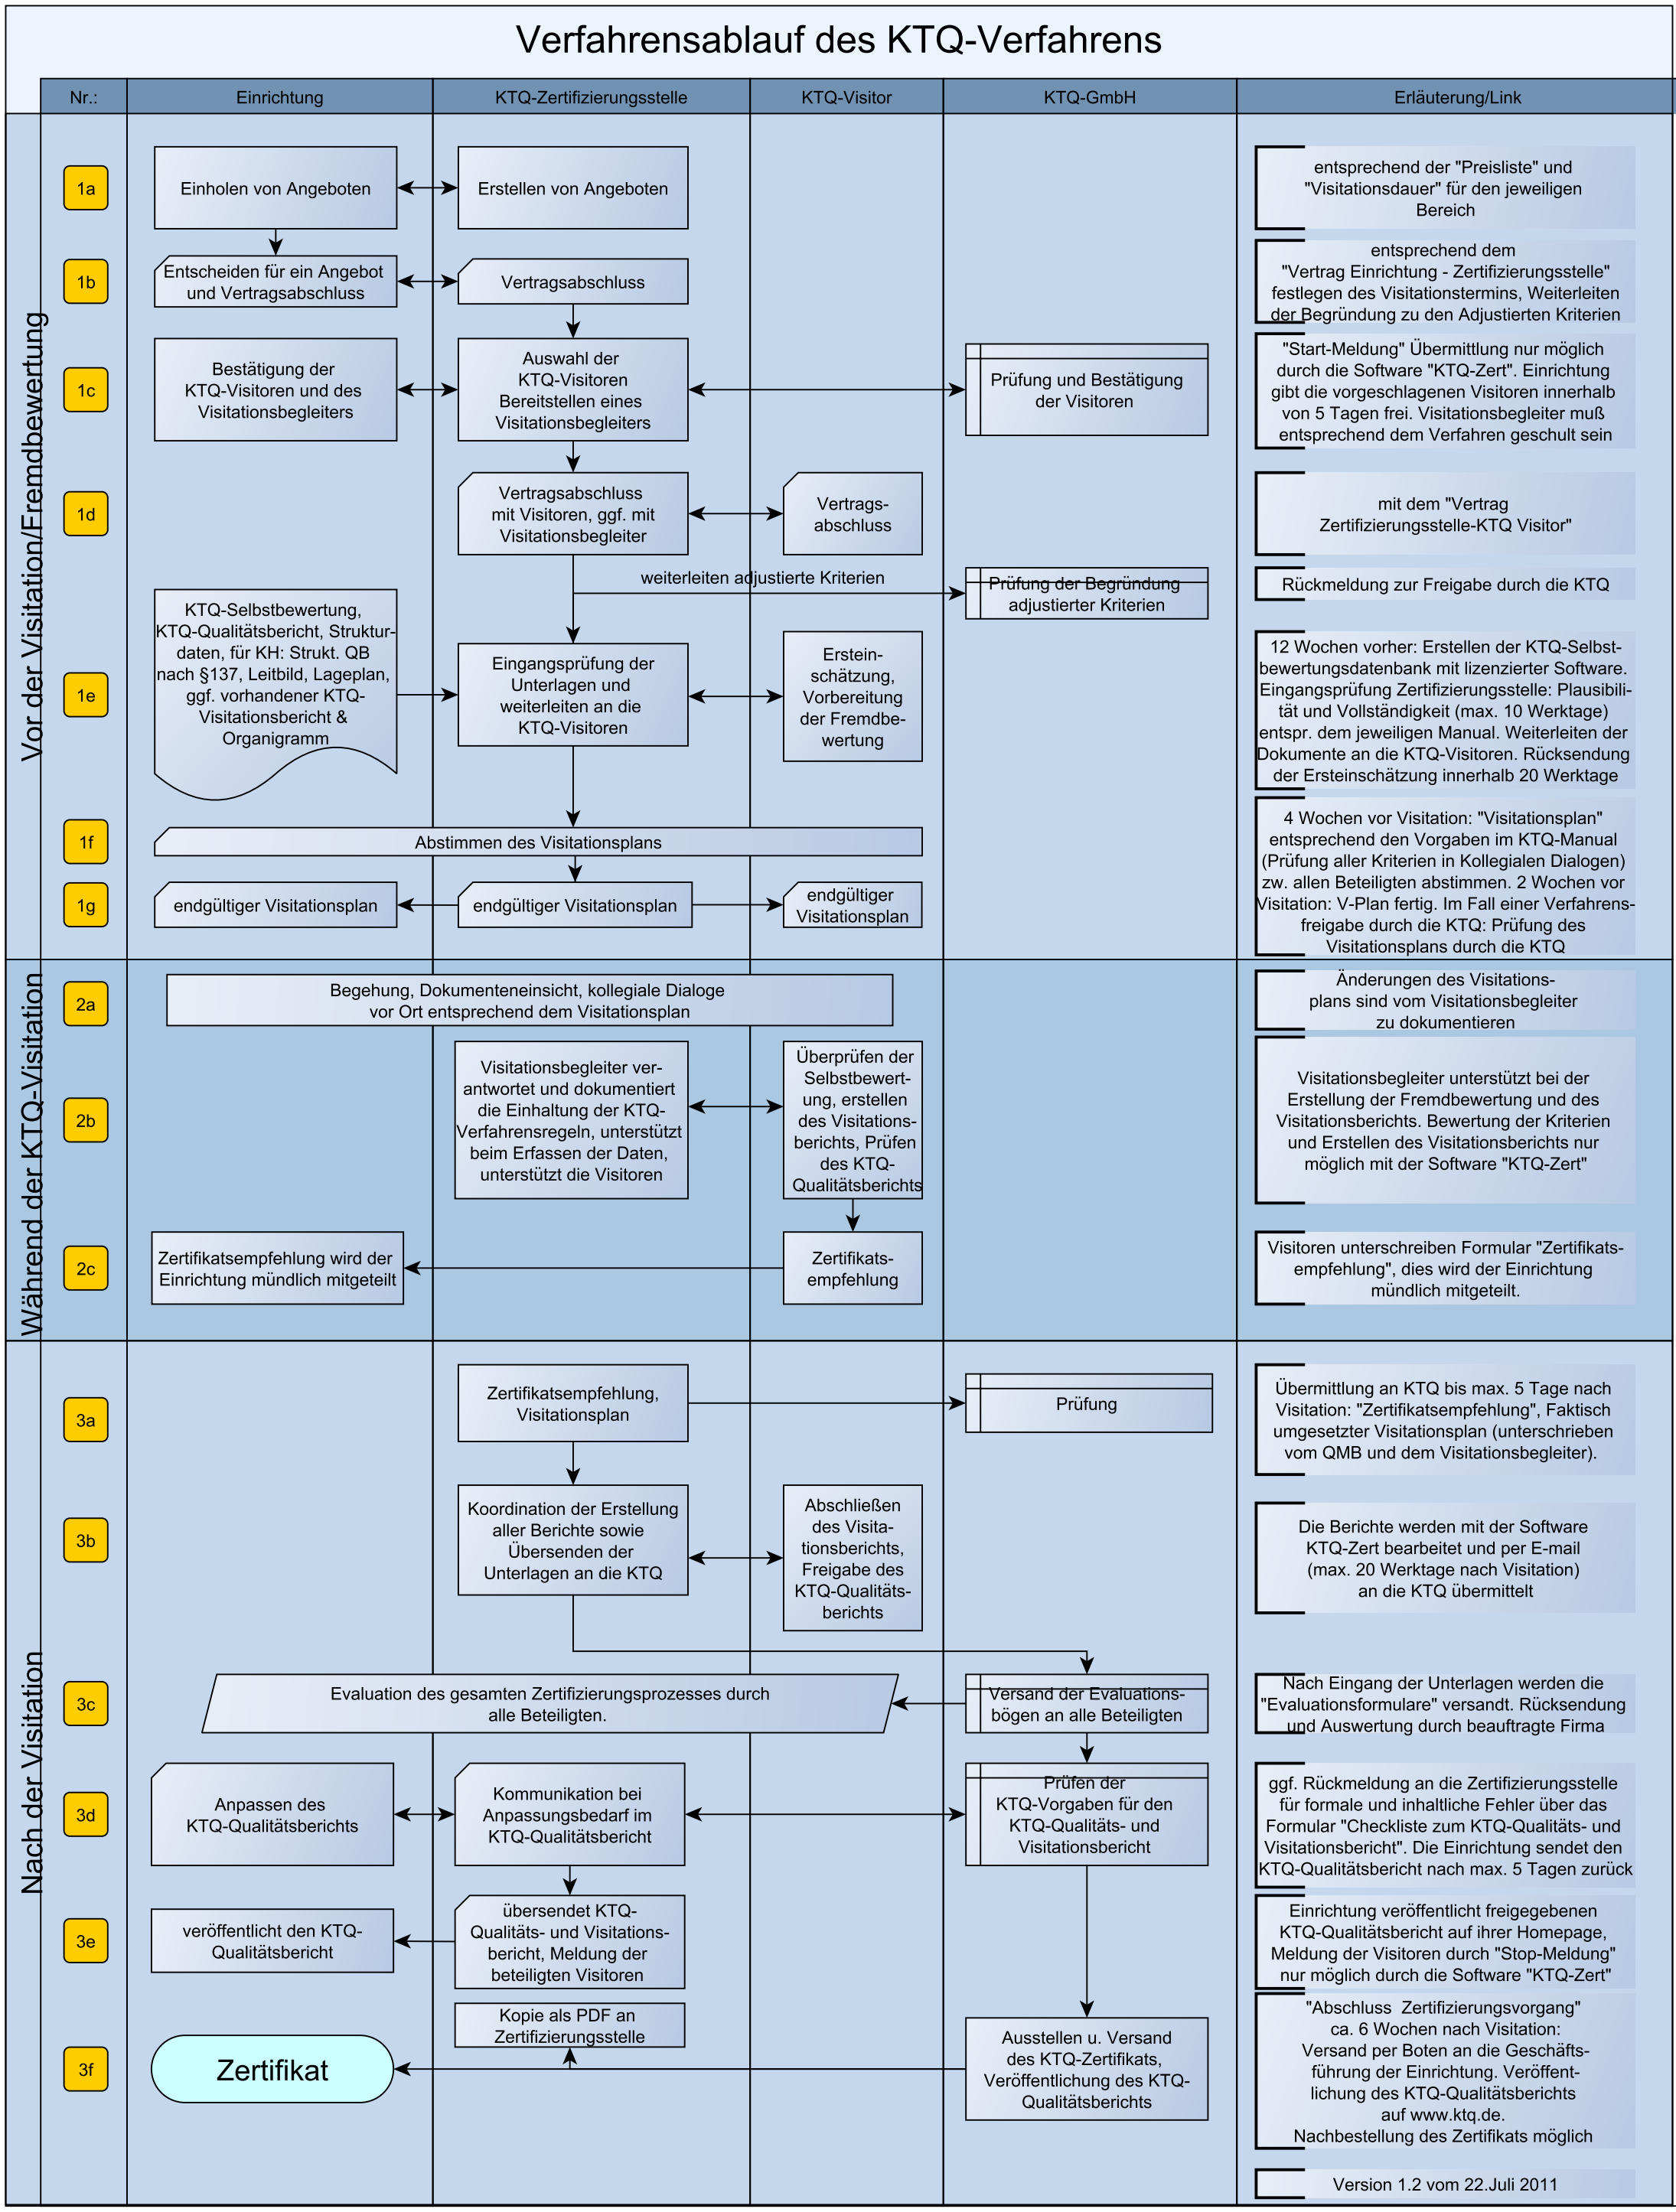 Verfahrensablauf des KTQ-Verfahrens
Nr.:
Einrichtung
KTQ-Zertifizierungsstelle
KTQ-Visitor
KTQ-GmbH
Erläuterung/Link
Vor der Visitation/Fremdbewertung
1a
Einholen von Angeboten
Erstellen von Angeboten
entsprechend der "Preisliste" und
"Visitationsdauer" für den jeweiligen
Bereich
1b
Entscheiden für ein Angebot
und Vertragsabschluss
Vertragsabschluss
entsprechend dem
"Vertrag Einrichtung - Zertifizierungsstelle"
festlegen des Visitationstermins, Weiterleiten
der Begründung zu den Adjustierten Kriterien
1c
Bestätigung der
KTQ-Visitoren und des
Visitationsbegleiters
Auswahl der
KTQ-Visitoren
Bereitstellen eines
Visitationsbegleiters
Prüfung und Bestätigung
der Visitoren
"Start-Meldung" Übermittlung nur möglich
durch die Software "KTQ-Zert". Einrichtung
gibt die vorgeschlagenen Visitoren innerhalb
von 5 Tagen frei. Visitationsbegleiter muß
entsprechend dem Verfahren geschult sein
1d
Vertragsabschluss
mit Visitoren, ggf. mit
Visitationsbegleiter
Vertrags-
abschluss
mit dem "Vertrag
Zertifizierungsstelle-KTQ Visitor"
weiterleiten adjustierte Kriterien
Prüfung der Begründung
adjustierter Kriterien
Rückmeldung zur Freigabe durch die KTQ
1e
KTQ-Selbstbewertung,
KTQ-Qualitätsbericht, Struktur-
daten, für KH: Strukt. QB
nach §137, Leitbild, Lageplan,
ggf. vorhandener KTQ-
Visitationsbericht &
Organigramm
Eingangsprüfung der
Unterlagen und
weiterleiten an die
KTQ-Visitoren
Erstein-
schätzung,
Vorbereitung
der Fremdbe-
wertung
12 Wochen vorher: Erstellen der KTQ-Selbst-
bewertungsdatenbank mit lizenzierter Software.
Eingangsprüfung Zertifizierungsstelle: Plausibili-
tät und Vollständigkeit (max. 10 Werktage)
entspr. dem jeweiligen Manual. Weiterleiten der
Dokumente an die KTQ-Visitoren. Rücksendung
der Ersteinschätzung innerhalb 20 Werktage
1f
Abstimmen des Visitationsplans
4 Wochen vor Visitation: "Visitationsplan"
entsprechend den Vorgaben im KTQ-Manual
(Prüfung aller Kriterien in Kollegialen Dialogen)
zw. allen Beteiligten abstimmen. 2 Wochen vor
Visitation: V-Plan fertig. Im Fall einer Verfahrens-
freigabe durch die KTQ: Prüfung des
Visitationsplans durch die KTQ
1g
endgültiger Visitationsplan
endgültiger Visitationsplan
endgültiger
Visitationsplan
Während der KTQ-Visitation
2a
Begehung, Dokumenteneinsicht, kollegiale Dialoge
vor Ort entsprechend dem Visitationsplan
Änderungen des Visitations-
plans sind vom Visitationsbegleiter
zu dokumentieren
2b
Visitationsbegleiter ver-
antwortet und dokumentiert
die Einhaltung der KTQ-
Verfahrensregeln, unterstützt
beim Erfassen der Daten,
unterstützt die Visitoren
Überprüfen der
Selbstbewert-
ung, erstellen
des Visitations-
berichts, Prüfen
des KTQ-
Qualitätsberichts
Visitationsbegleiter unterstützt bei der
Erstellung der Fremdbewertung und des
Visitationsberichts. Bewertung der Kriterien
und Erstellen des Visitationsberichts nur
möglich mit der Software "KTQ-Zert"
2c
Zertifikatsempfehlung wird der
Einrichtung mündlich mitgeteilt
Zertifikats-
empfehlung
Visitoren unterschreiben Formular "Zertifikats-
empfehlung", dies wird der Einrichtung
mündlich mitgeteilt.
Nach der Visitation
3a
Zertifikatsempfehlung,
Visitationsplan
Prüfung
Übermittlung an KTQ bis max. 5 Tage nach
Visitation: "Zertifikatsempfehlung", Faktisch
umgesetzter Visitationsplan (unterschrieben
vom QMB und dem Visitationsbegleiter).
3b
Koordination der Erstellung
aller Berichte sowie
Übersenden der
Unterlagen an die KTQ
Abschließen
des Visita-
tionsberichts,
Freigabe des
KTQ-Qualitäts-
berichts
Die Berichte werden mit der Software
KTQ-Zert bearbeitet und per E-mail
(max. 20 Werktage nach Visitation)
an die KTQ übermittelt
3c
Evaluation des gesamten Zertifizierungsprozesses durch
alle Beteiligten.
Versand der Evaluations-
bögen an alle Beteiligten
Nach Eingang der Unterlagen werden die
"Evaluationsformulare" versandt. Rücksendung
und Auswertung durch beauftragte Firma
3d
Anpassen des
KTQ-Qualitätsberichts
Kommunikation bei
Anpassungsbedarf im
KTQ-Qualitätsbericht
Prüfen der
KTQ-Vorgaben für den
KTQ-Qualitäts- und
Visitationsbericht
ggf. Rückmeldung an die Zertifizierungsstelle
für formale und inhaltliche Fehler über das
Formular "Checkliste zum KTQ-Qualitäts- und
Visitationsbericht". Die Einrichtung sendet den
KTQ-Qualitätsbericht nach max. 5 Tagen zurück
3e
veröffentlicht den KTQ-
Qualitätsbericht
übersendet KTQ-
Qualitäts- und Visitations-
bericht, Meldung der
beteiligten Visitoren
Einrichtung veröffentlicht freigegebenen
KTQ-Qualitätsbericht auf ihrer Homepage,
Meldung der Visitoren durch "Stop-Meldung"
nur möglich durch die Software "KTQ-Zert"
3f
Zertifikat
Kopie als PDF an
Zertifizierungsstelle
Ausstellen u. Versand
des KTQ-Zertifikats,
Veröffentlichung des KTQ-
Qualitätsberichts
"Abschluss Zertifizierungsvorgang"
ca. 6 Wochen nach Visitation:
Versand per Boten an die Geschäfts-
führung der Einrichtung. Veröffent-
lichung des KTQ-Qualitätsberichts
auf www.ktq.de.
Nachbestellung des Zertifikats möglich
Version 1.2 vom 22.Juli 2011